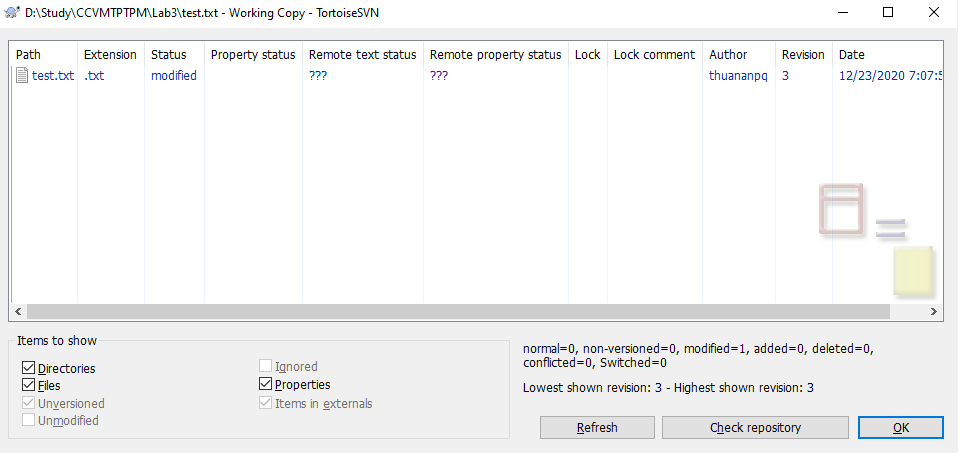 D:\Study\CCVMTPTPM\Lab3\test.txt - Working Copy - TortoiseSVN
Path Extension Status Property status Remote text status Remote property status Lock Lock comment Author Revision Date
test.txt .txt modified ??? ??? thuananpq 3 12/23/2020 7:07:5
Items to show
Directories
Files
Unversioned
Unmodified
Ignored
Properties
Items in externals
normal=0, non-versioned=0, modified=1, added=0, deleted=0,
conflicted=0, Switched=0
Lowest shown revision: 3 - Highest shown revision: 3
Refresh Check repository OK